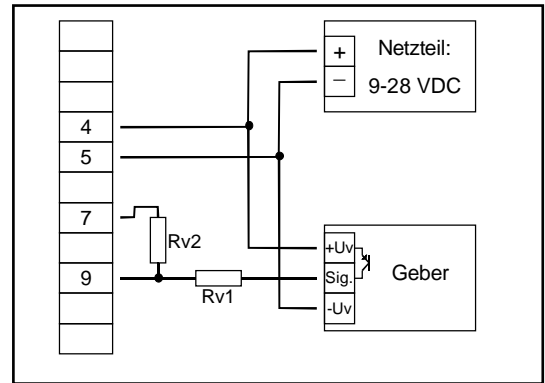 +
Netzteil:
–
9-28 VDC
4
5
7
Rv2
+Uv
9
Rv1
Sig.
Geber
-Uv